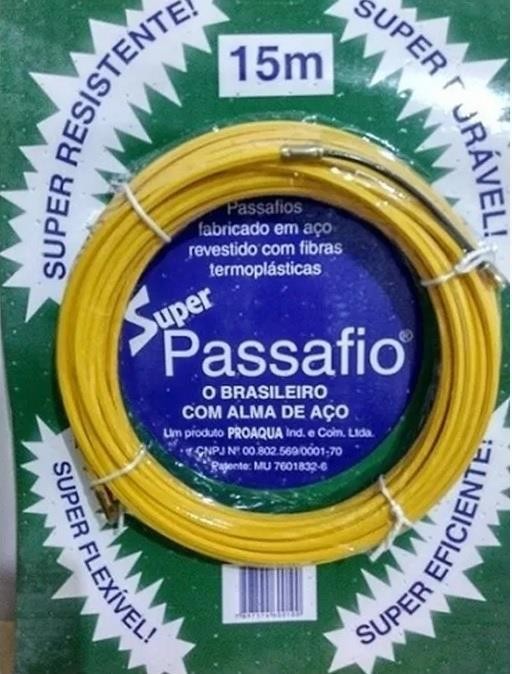 SUPER RESISTENTE!
15m
SUPER DURÁVEL!
Passafios
fabricado em aço
revestido com fibras
termoplásticas
Super
Passafio®
O BRASILEIRO
COM ALMA DE AÇO
Um produto PROAQUA Ind. e Com. Ltda.
CNPJ Nº 00.802.569/0001-70
Patente: MU 7601832-6
SUPER FLEXÍVEL!
SUPER EFICIENTE!